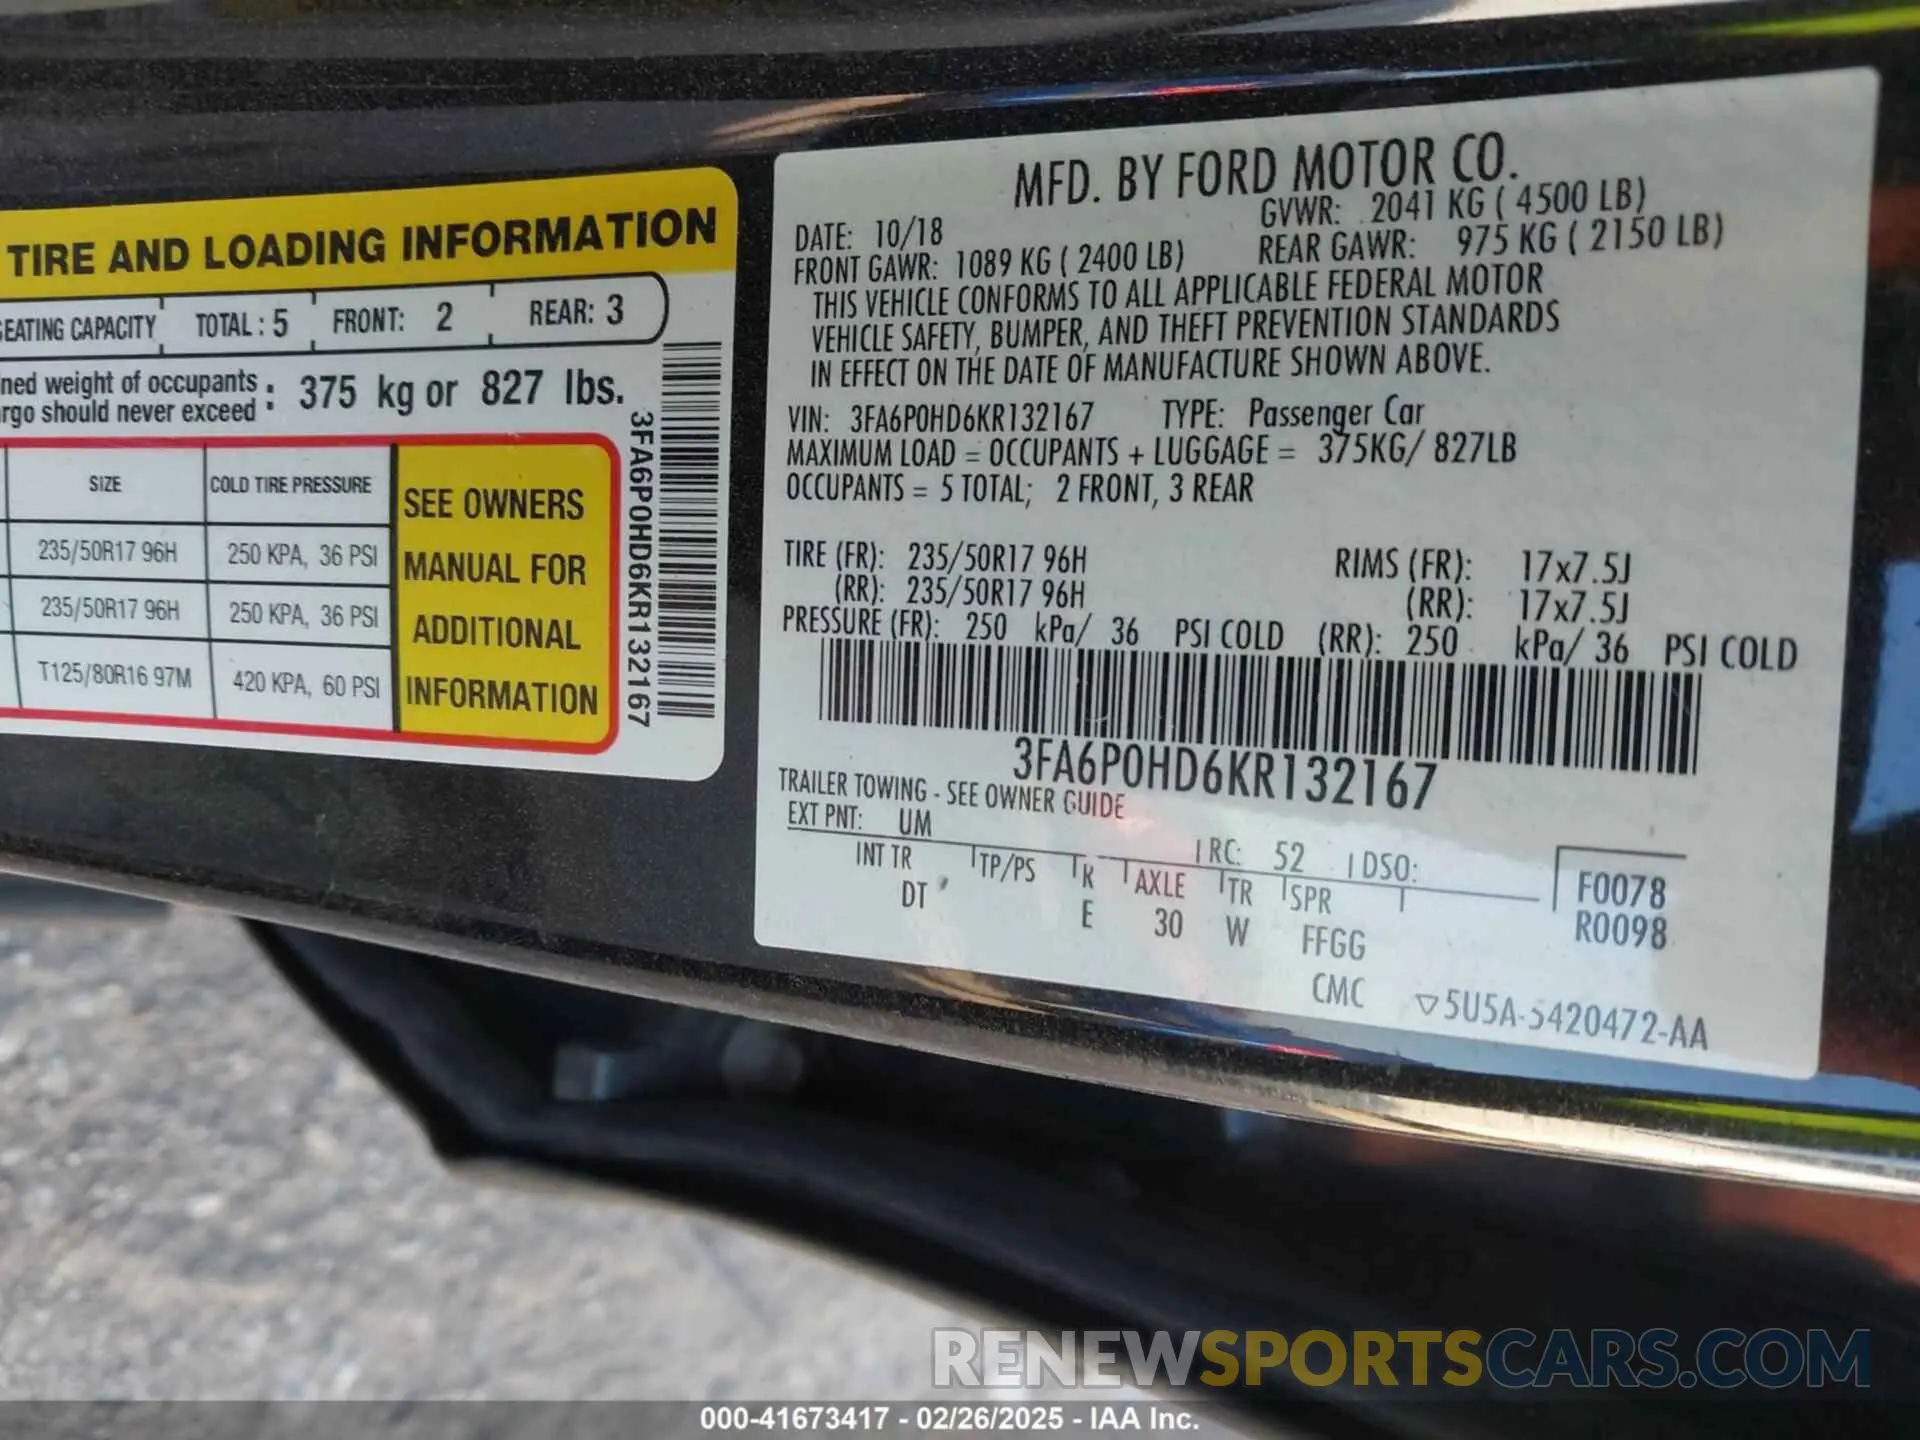 TIRE AND LOADING INFORMATION
SEATING CAPACITY TOTAL : 5 FRONT: 2 REAR: 3
ned weight of occupants
rgo should never exceed : 375 kg or 827 lbs.
SIZE COLD TIRE PRESSURE
235/50R17 96H 250 KPA, 36 PSI
235/50R17 96H 250 KPA, 36 PSI
T125/80R16 97M 420 KPA, 60 PSI
SEE OWNERS
MANUAL FOR
ADDITIONAL
INFORMATION
3FA6P0HD6KR132167
MFD. BY FORD MOTOR CO.
DATE: 10/18 GVWR: 2041 KG ( 4500 LB)
FRONT GAWR: 1089 KG ( 2400 LB) REAR GAWR: 975 KG ( 2150 LB)
THIS VEHICLE CONFORMS TO ALL APPLICABLE FEDERAL MOTOR
VEHICLE SAFETY, BUMPER, AND THEFT PREVENTION STANDARDS
IN EFFECT ON THE DATE OF MANUFACTURE SHOWN ABOVE.
VIN: 3FA6P0HD6KR132167 TYPE: Passenger Car
MAXIMUM LOAD = OCCUPANTS + LUGGAGE = 375KG/ 827LB
OCCUPANTS = 5 TOTAL; 2 FRONT, 3 REAR
TIRE (FR): 235/50R17 96H RIMS (FR): 17x7.5J
(RR): 235/50R17 96H (RR): 17x7.5J
PRESSURE (FR): 250 kPa/ 36 PSI COLD (RR): 250 kPa/ 36 PSI COLD
3FA6P0HD6KR132167
TRAILER TOWING - SEE OWNER GUIDE
EXT PNT: UM RC: 52 DSO:
INT TR TP/PS R AXLE TR SPR F0078
DT E 30 W FFGG R0098
CMC 5U5A-5420472-AA
RENEWSPORTSCARS.COM
000-41673417 - 02/26/2025 - IAA Inc.